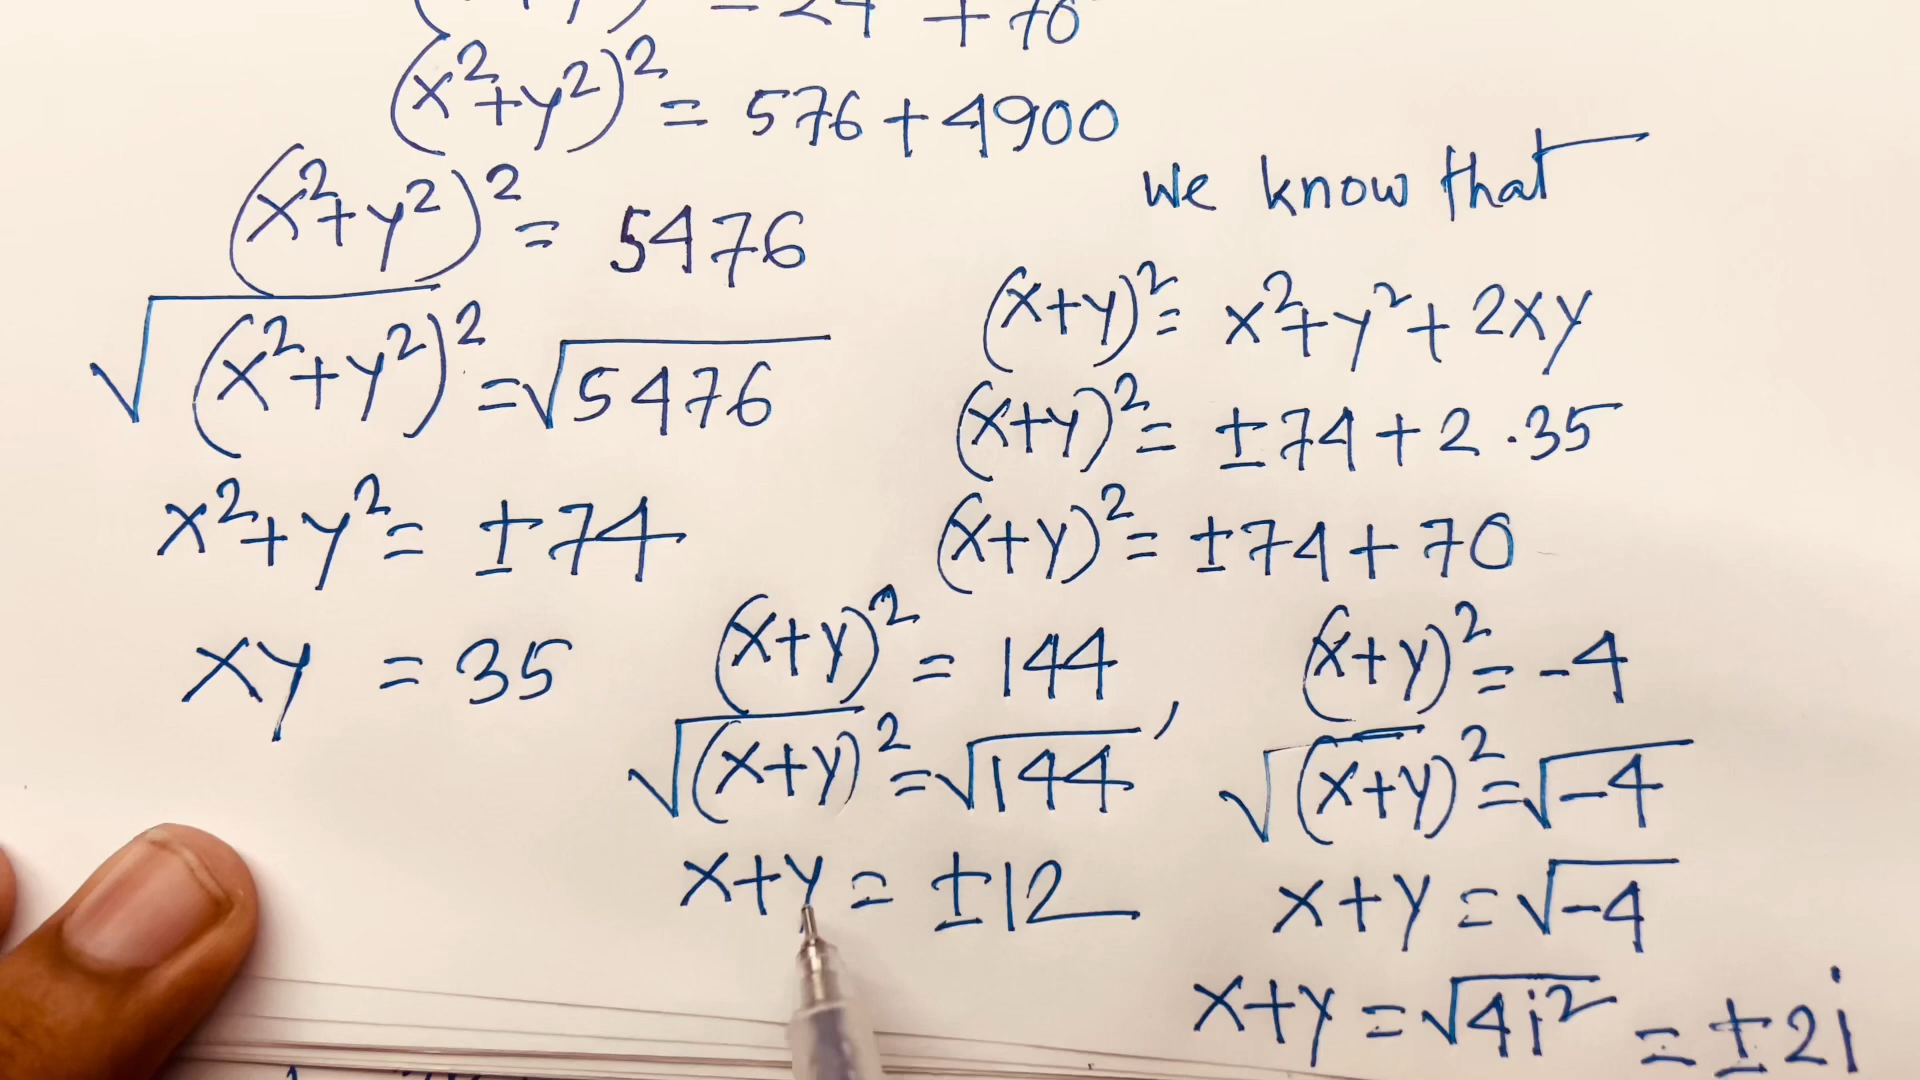 = 24 + 70
(x²+y²)² = 576 + 4900
(x²+y²)² = 5476
√(x²+y²)² = √5476
x²+y² = ±74
xy = 35
we know that
(x+y)² = x²+y²+2xy
(x+y)² = ±74+2·35
(x+y)² = ±74+70
(x+y)² = 144 , (x+y)² = -4
√(x+y)² = √144
x+y = ±12
√(x+y)² = √-4
x+y = √-4
x+y = √4i² = ±2i